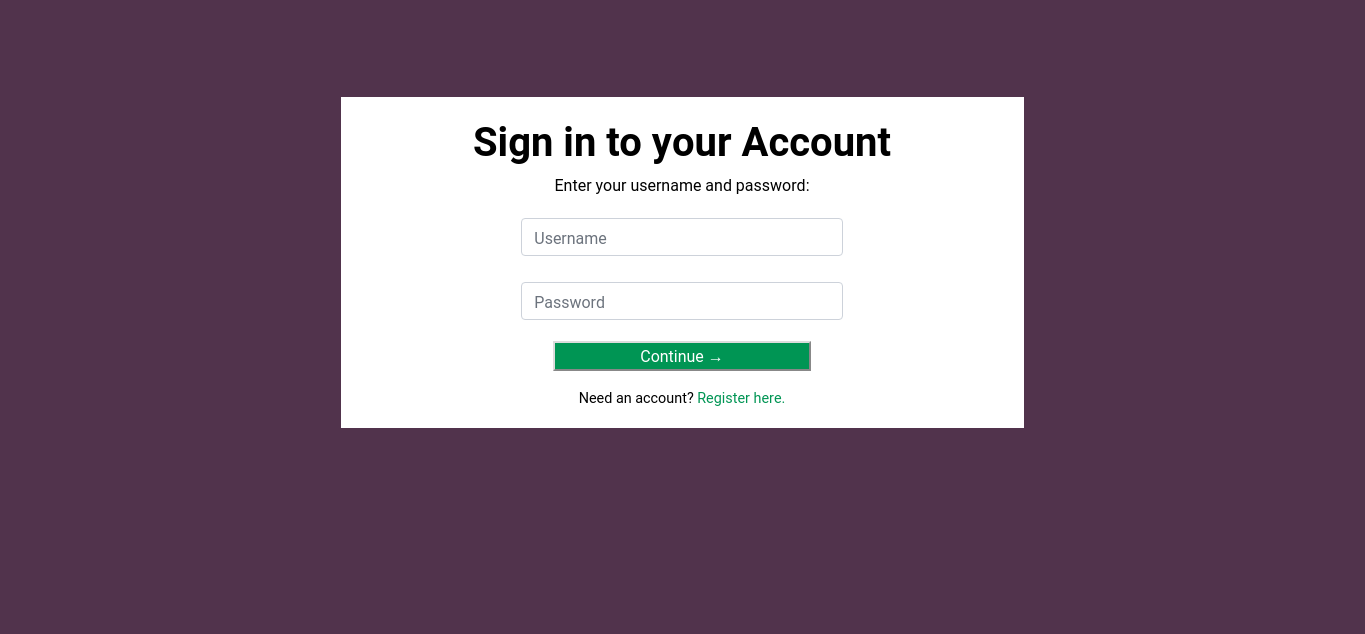 Sign in to your Account
Enter your username and password:
Username
Password
Continue →
Need an account? Register here.